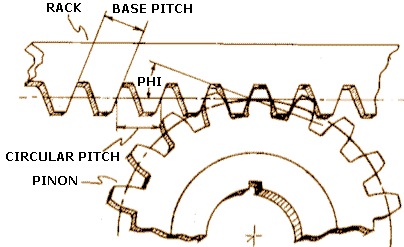 RACK
BASE PITCH
PHI
CIRCULAR PITCH
PINON